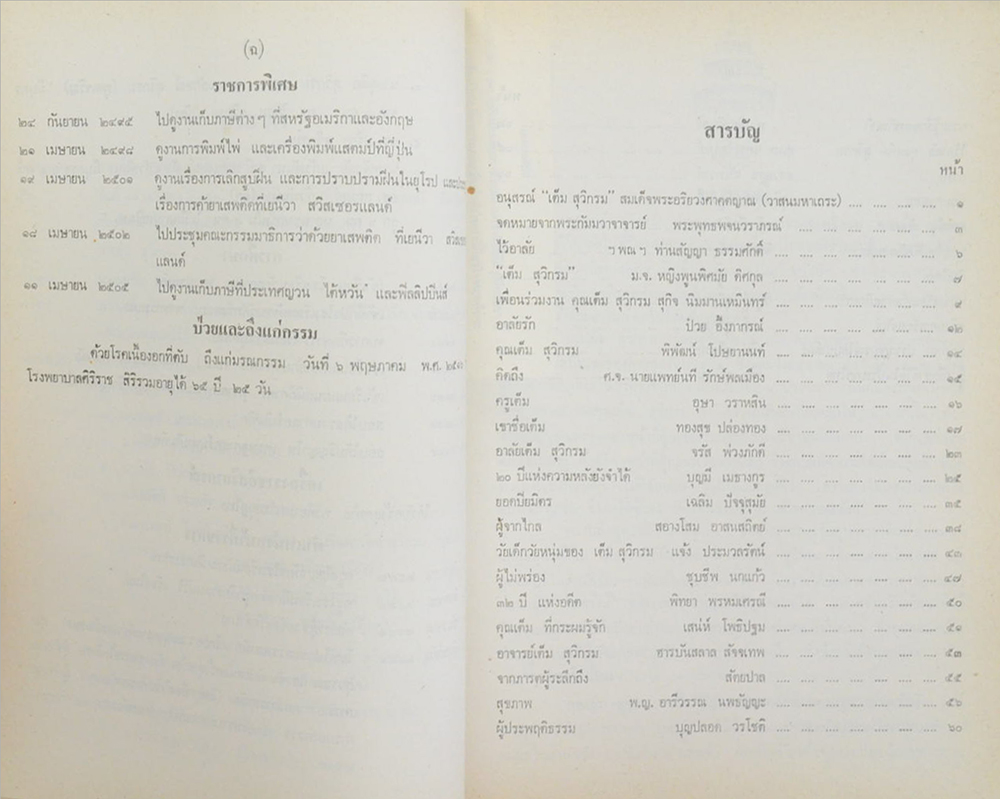 (ฉ)
ราชการพิเศษ
๒๔ กันยายน ๒๔๙๕ ไปดูงานเก็บภาษีต่าง ๆ ที่สหรัฐอเมริกาและอังกฤษ
๒๑ เมษายน ๒๔๙๘ ดูงานการพิมพ์ไพ่ และเครื่องพิมพ์แสตมป์ที่ญี่ปุ่น
๑๙ เมษายน ๒๕๐๑ ดูงานเรื่องการเลิกสูบฝิ่น และการปราบปรามฝิ่นในยุโรป
เรื่องการค้ายาเสพติดที่เยนีวา สวิสเซอรแลนด์
๑๘ เมษายน ๒๕๐๒ ไปประชุมคณะกรรมมาธิการว่าด้วยยาเสพติด ที่เยนีวา สวิสเซอ
แลนด์
๑๑ เมษายน ๒๕๐๕ ไปดูงานเก็บภาษีที่ประเทศญวน ไต้หวัน และฟิลลิปปินส์
ป่วยและถึงแก่กรรม
ด้วยโรคเนื้องอกที่ตับ ถึงแก่มรณกรรม วันที่ ๖ พฤษภาคม พ.ศ.
โรงพยาบาลศิริราช สิริรวมอายุได้ ๖๕ ปี ๒๕ วัน
สารบัญ
หน้า
อนุสรณ์ "เต็ม สุวิกรม" สมเด็จพระอริยวงศาคตญาณ (วาสนมหาเถระ) .... .... .... .... ๑
จดหมายจากพระกัมมวาจาจารย์ พระพุทธพจนวราภรณ์ .... .... .... .... .... .... ๓
ไว้อาลัย ฯพณฯ ท่านสัญญา ธรรมศักดิ์ .... .... .... .... .... .... .... ๖
"เต็ม สุวิกรม" ม.จ. หญิงพูนพิศมัย ดิศกุล .... .... .... .... .... .... .... ๗
เพื่อนร่วมงาน คุณเต็ม สุวิกรม สุกิจ นิมมานเหมินทร์ .... .... .... .... .... .... .... ๙
อาลัยรัก ป๋วย อึ๊งภากรณ์ .... .... .... .... .... .... .... ๑๒
คุณเต็ม สุวิกรม พิพัฒน์ โปษยานนท์ .... .... .... .... .... .... .... ๑๔
คิดถึง ศ.จ. นายแพทย์นที รักษ์พลเมือง .... .... .... .... .... .... .... ๑๕
ครูเต็ม อุษา วราหสิน .... .... .... .... .... .... .... ๑๖
เขาชื่อเต็ม ทองสุข ปล่องทอง .... .... .... .... .... .... .... ๑๗
อาลัยเต็ม สุวิกรม จรัส พ่วงภักดี .... .... .... .... .... .... .... ๒๓
๒๐ ปีแห่งความหลังยังจำได้ บุญมี เมธางกูร .... .... .... .... .... .... .... ๒๕
ยอดปิยมิตร เฉลิม ปัจจุสุมัย .... .... .... .... .... .... .... ๓๕
ผู้จากไกล สอางโสม อาสนสถิตย์ .... .... .... .... .... .... .... ๓๘
วัยเด็กวัยหนุ่มของ เต็ม สุวิกรม แจ้ง ประมวลรัตน์ .... .... .... .... .... .... .... ๔๓
ผู้ไม่พร่อง ชุบชีพ นกแก้ว .... .... .... .... .... .... .... ๔๗
๓๒ ปี แห่งอดีต พิทยา พรหมเศรณี .... .... .... .... .... .... .... ๕๐
คุณเต็ม ที่กระผมรู้จัก เสน่ห์ โพธิปฐม .... .... .... .... .... .... .... ๕๑
อาจารย์เต็ม สุวิกรม ฮารบันสลาล สัจจเทพ .... .... .... .... .... .... .... ๕๓
จากภารตผู้ระลึกถึง สัตยปาล .... .... .... .... .... .... .... ๕๕
สุขภาพ พ.ญ. อารีวรรณ นพธัญญะ .... .... .... .... .... .... .... ๕๖
ผู้ประพฤติธรรม บุญปลอด วรโชติ .... .... .... .... .... .... .... ๖๐